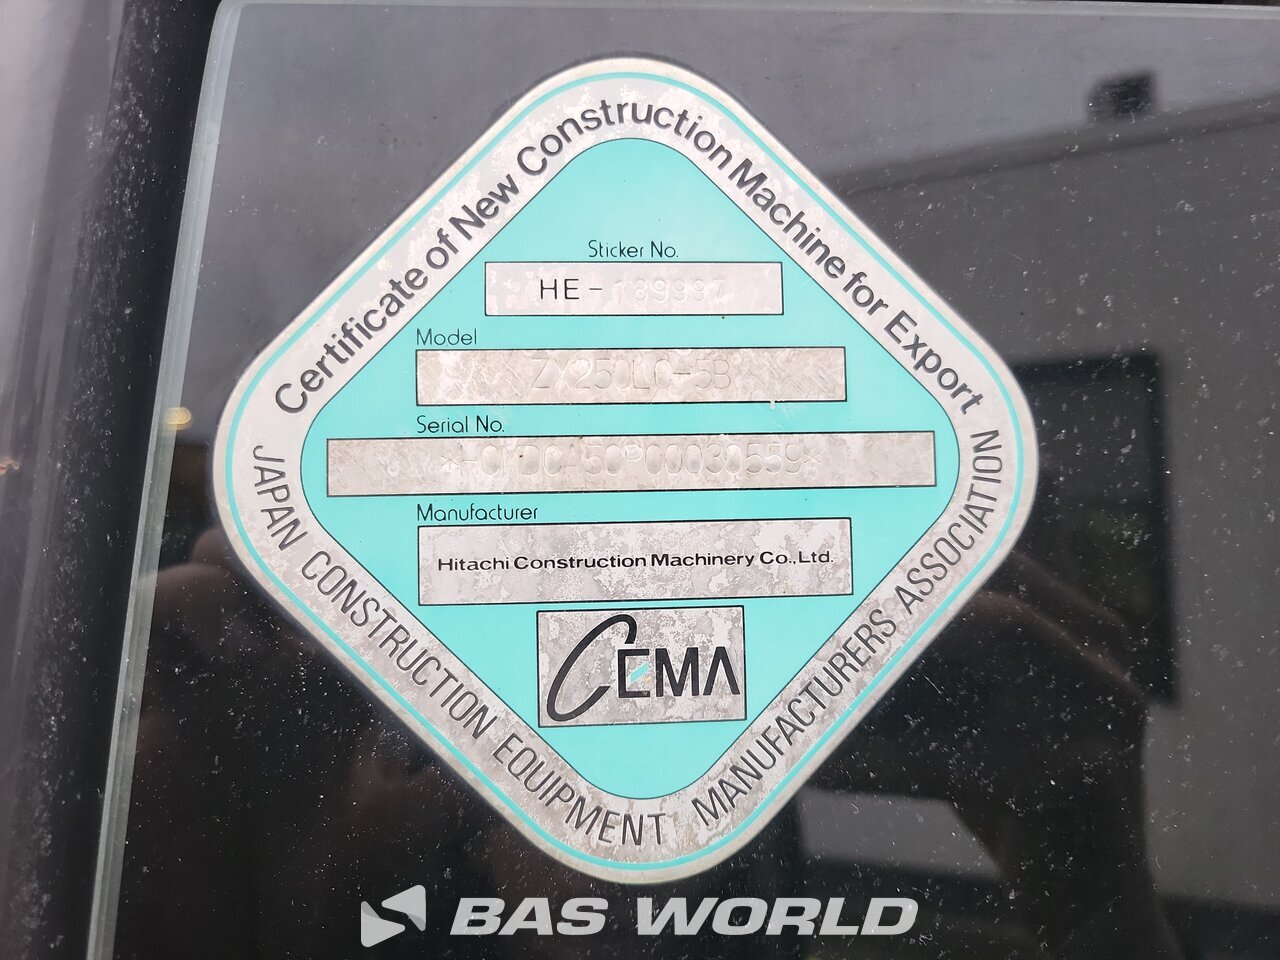 Certificate of New Construction Machine for Export
Sticker No.
HE-
Model
ZX250LC-5B
Serial No.
Manufacturer
Hitachi Construction Machinery Co.,Ltd.
CEMA
JAPAN CONSTRUCTION EQUIPMENT MANUFACTURERS ASSOCIATION
BAS WORLD